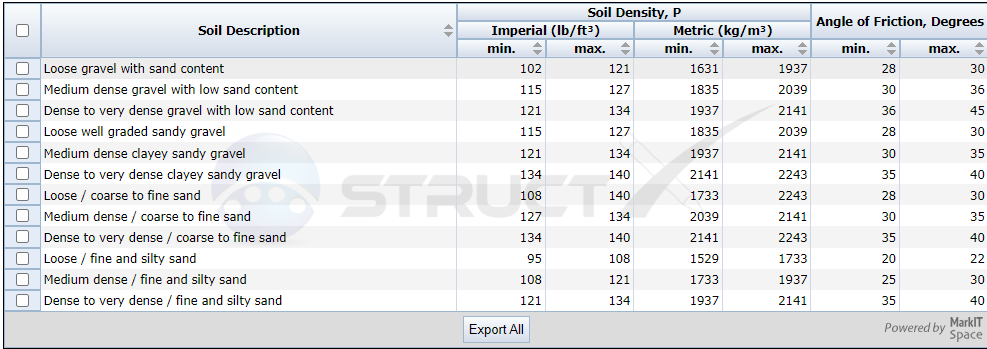 Soil Description Soil Density, P Angle of Friction, Degrees
Imperial (lb/ft³) Metric (kg/m³)
min. max. min. max. min. max.
Loose gravel with sand content 102 121 1631 1937 28 30
Medium dense gravel with low sand content 115 127 1835 2039 30 36
Dense to very dense gravel with low sand content 121 134 1937 2141 36 45
Loose well graded sandy gravel 115 127 1835 2039 28 30
Medium dense clayey sandy gravel 121 134 1937 2141 30 35
Dense to very dense clayey sandy gravel 134 140 2141 2243 35 40
Loose / coarse to fine sand 108 140 1733 2243 28 30
Medium dense / coarse to fine sand 127 134 2039 2141 30 35
Dense to very dense / coarse to fine sand 134 140 2141 2243 35 40
Loose / fine and silty sand 95 108 1529 1733 20 22
Medium dense / fine and silty sand 108 121 1733 1937 25 30
Dense to very dense / fine and silty sand 121 134 1937 2141 35 40
STRUCTX
Export All
Powered by MarkIT
Space